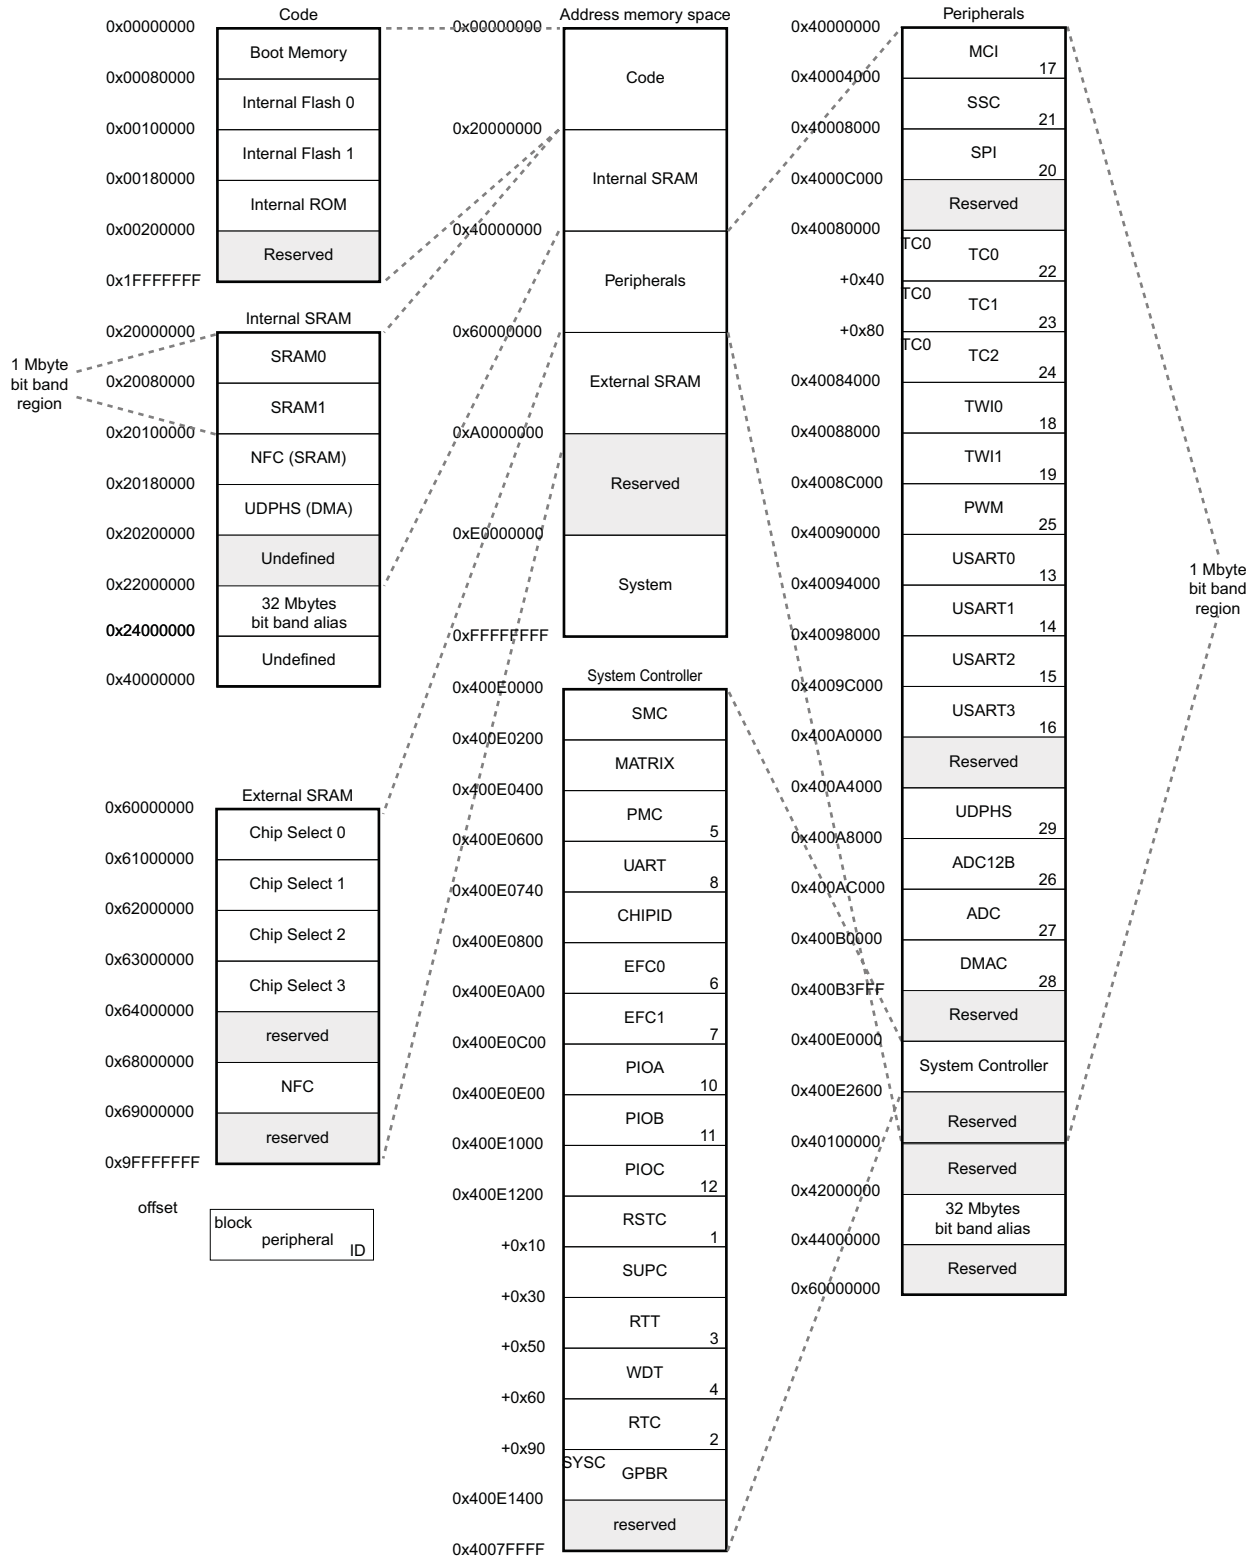 Code
0x00000000
Boot Memory
0x00080000
Internal Flash 0
0x00100000
Internal Flash 1
0x00180000
Internal ROM
0x00200000
Reserved
0x1FFFFFFF
Internal SRAM
0x20000000
1 Mbyte
bit band
region
SRAM0
0x20080000
SRAM1
0x20100000
NFC (SRAM)
0x20180000
UDPHS (DMA)
0x20200000
Undefined
0x22000000
32 Mbytes
bit band alias
0x24000000
Undefined
0x40000000
External SRAM
0x60000000
Chip Select 0
0x61000000
Chip Select 1
0x62000000
Chip Select 2
0x63000000
Chip Select 3
0x64000000
reserved
0x68000000
NFC
0x69000000
reserved
0x9FFFFFFF
offset
block
peripheral
ID
Address memory space
0x00000000
Code
0x20000000
Internal SRAM
0x40000000
Peripherals
0x60000000
External SRAM
0xA0000000
Reserved
0xE0000000
System
0xFFFFFFFF
System Controller
0x400E0000
SMC
0x400E0200
MATRIX
0x400E0400
PMC
5
0x400E0600
UART
8
0x400E0740
CHIPID
0x400E0800
EFC0
6
0x400E0A00
EFC1
7
0x400E0C00
PIOA
10
0x400E0E00
PIOB
11
0x400E1000
PIOC
12
0x400E1200
RSTC
1
+0x10
SUPC
+0x30
RTT
3
+0x50
WDT
4
+0x60
RTC
2
+0x90
SYSC
GPBR
0x400E1400
reserved
0x4007FFFF
Peripherals
0x40000000
MCI
17
0x40004000
SSC
21
0x40008000
SPI
20
0x4000C000
Reserved
0x40080000
TC0
TC0
22
+0x40
TC0
TC1
23
+0x80
TC0
TC2
24
0x40084000
TWI0
18
0x40088000
TWI1
19
0x4008C000
PWM
25
0x40090000
USART0
13
0x40094000
USART1
14
0x40098000
USART2
15
0x4009C000
USART3
16
0x400A0000
Reserved
0x400A4000
UDPHS
29
0x400A8000
ADC12B
26
0x400AC000
ADC
27
0x400B0000
DMAC
28
0x400B3FFF
Reserved
0x400E0000
System Controller
0x400E2600
Reserved
0x40100000
Reserved
0x42000000
32 Mbytes
bit band alias
0x44000000
Reserved
0x60000000
1 Mbyte
bit band
region